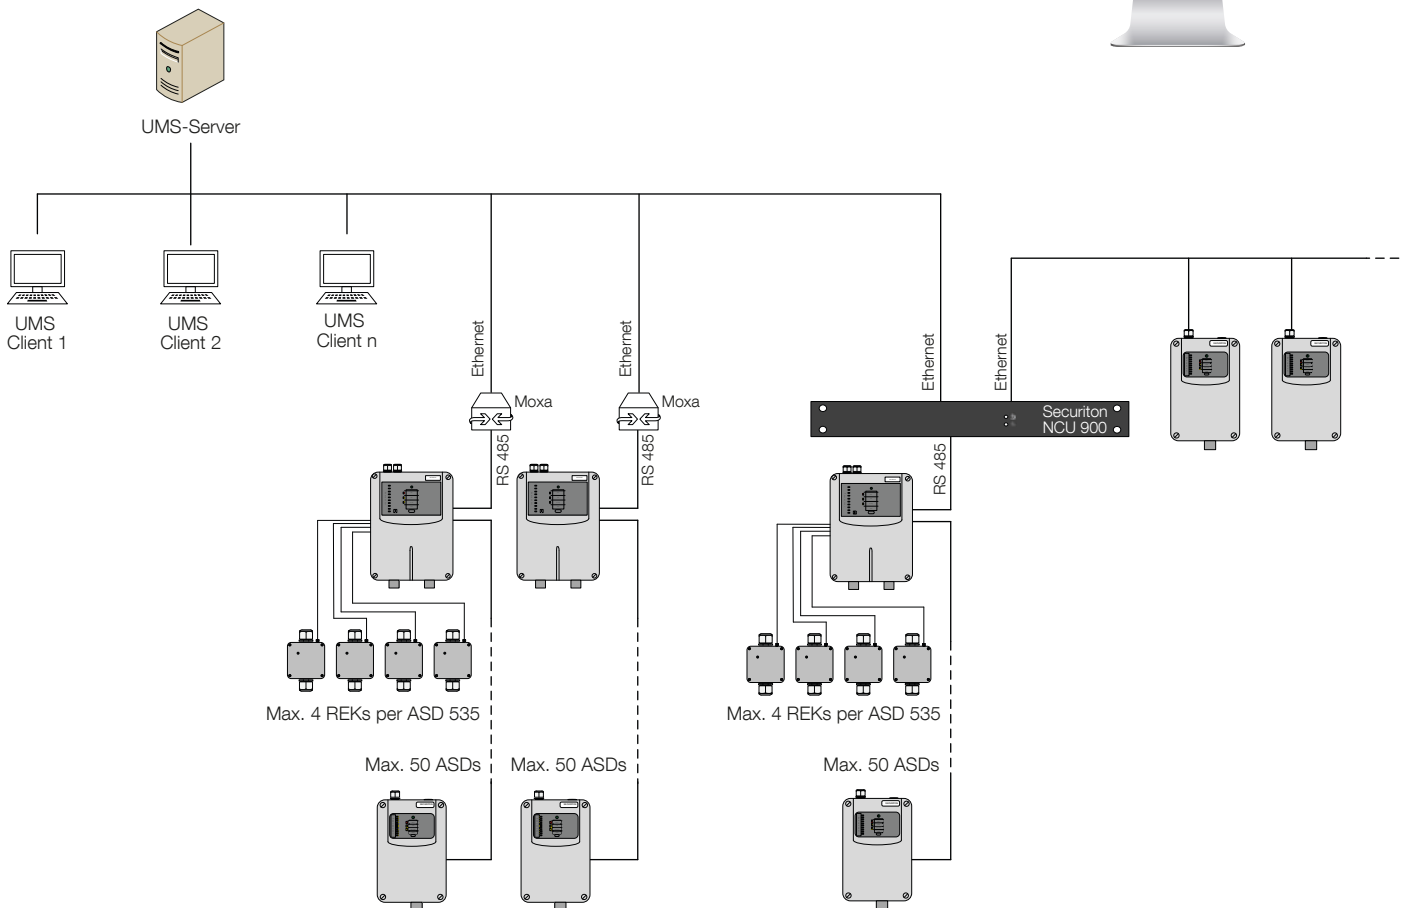 UMS-Server
UMS
Client 1
UMS
Client 2
UMS
Client n
Ethernet
Ethernet
Ethernet
Ethernet
Moxa
Moxa
Securiton
NCU 900
RS 485
RS 485
RS 485
Max. 4 REKs per ASD 535
Max. 4 REKs per ASD 535
Max. 50 ASDs
Max. 50 ASDs
Max. 50 ASDs